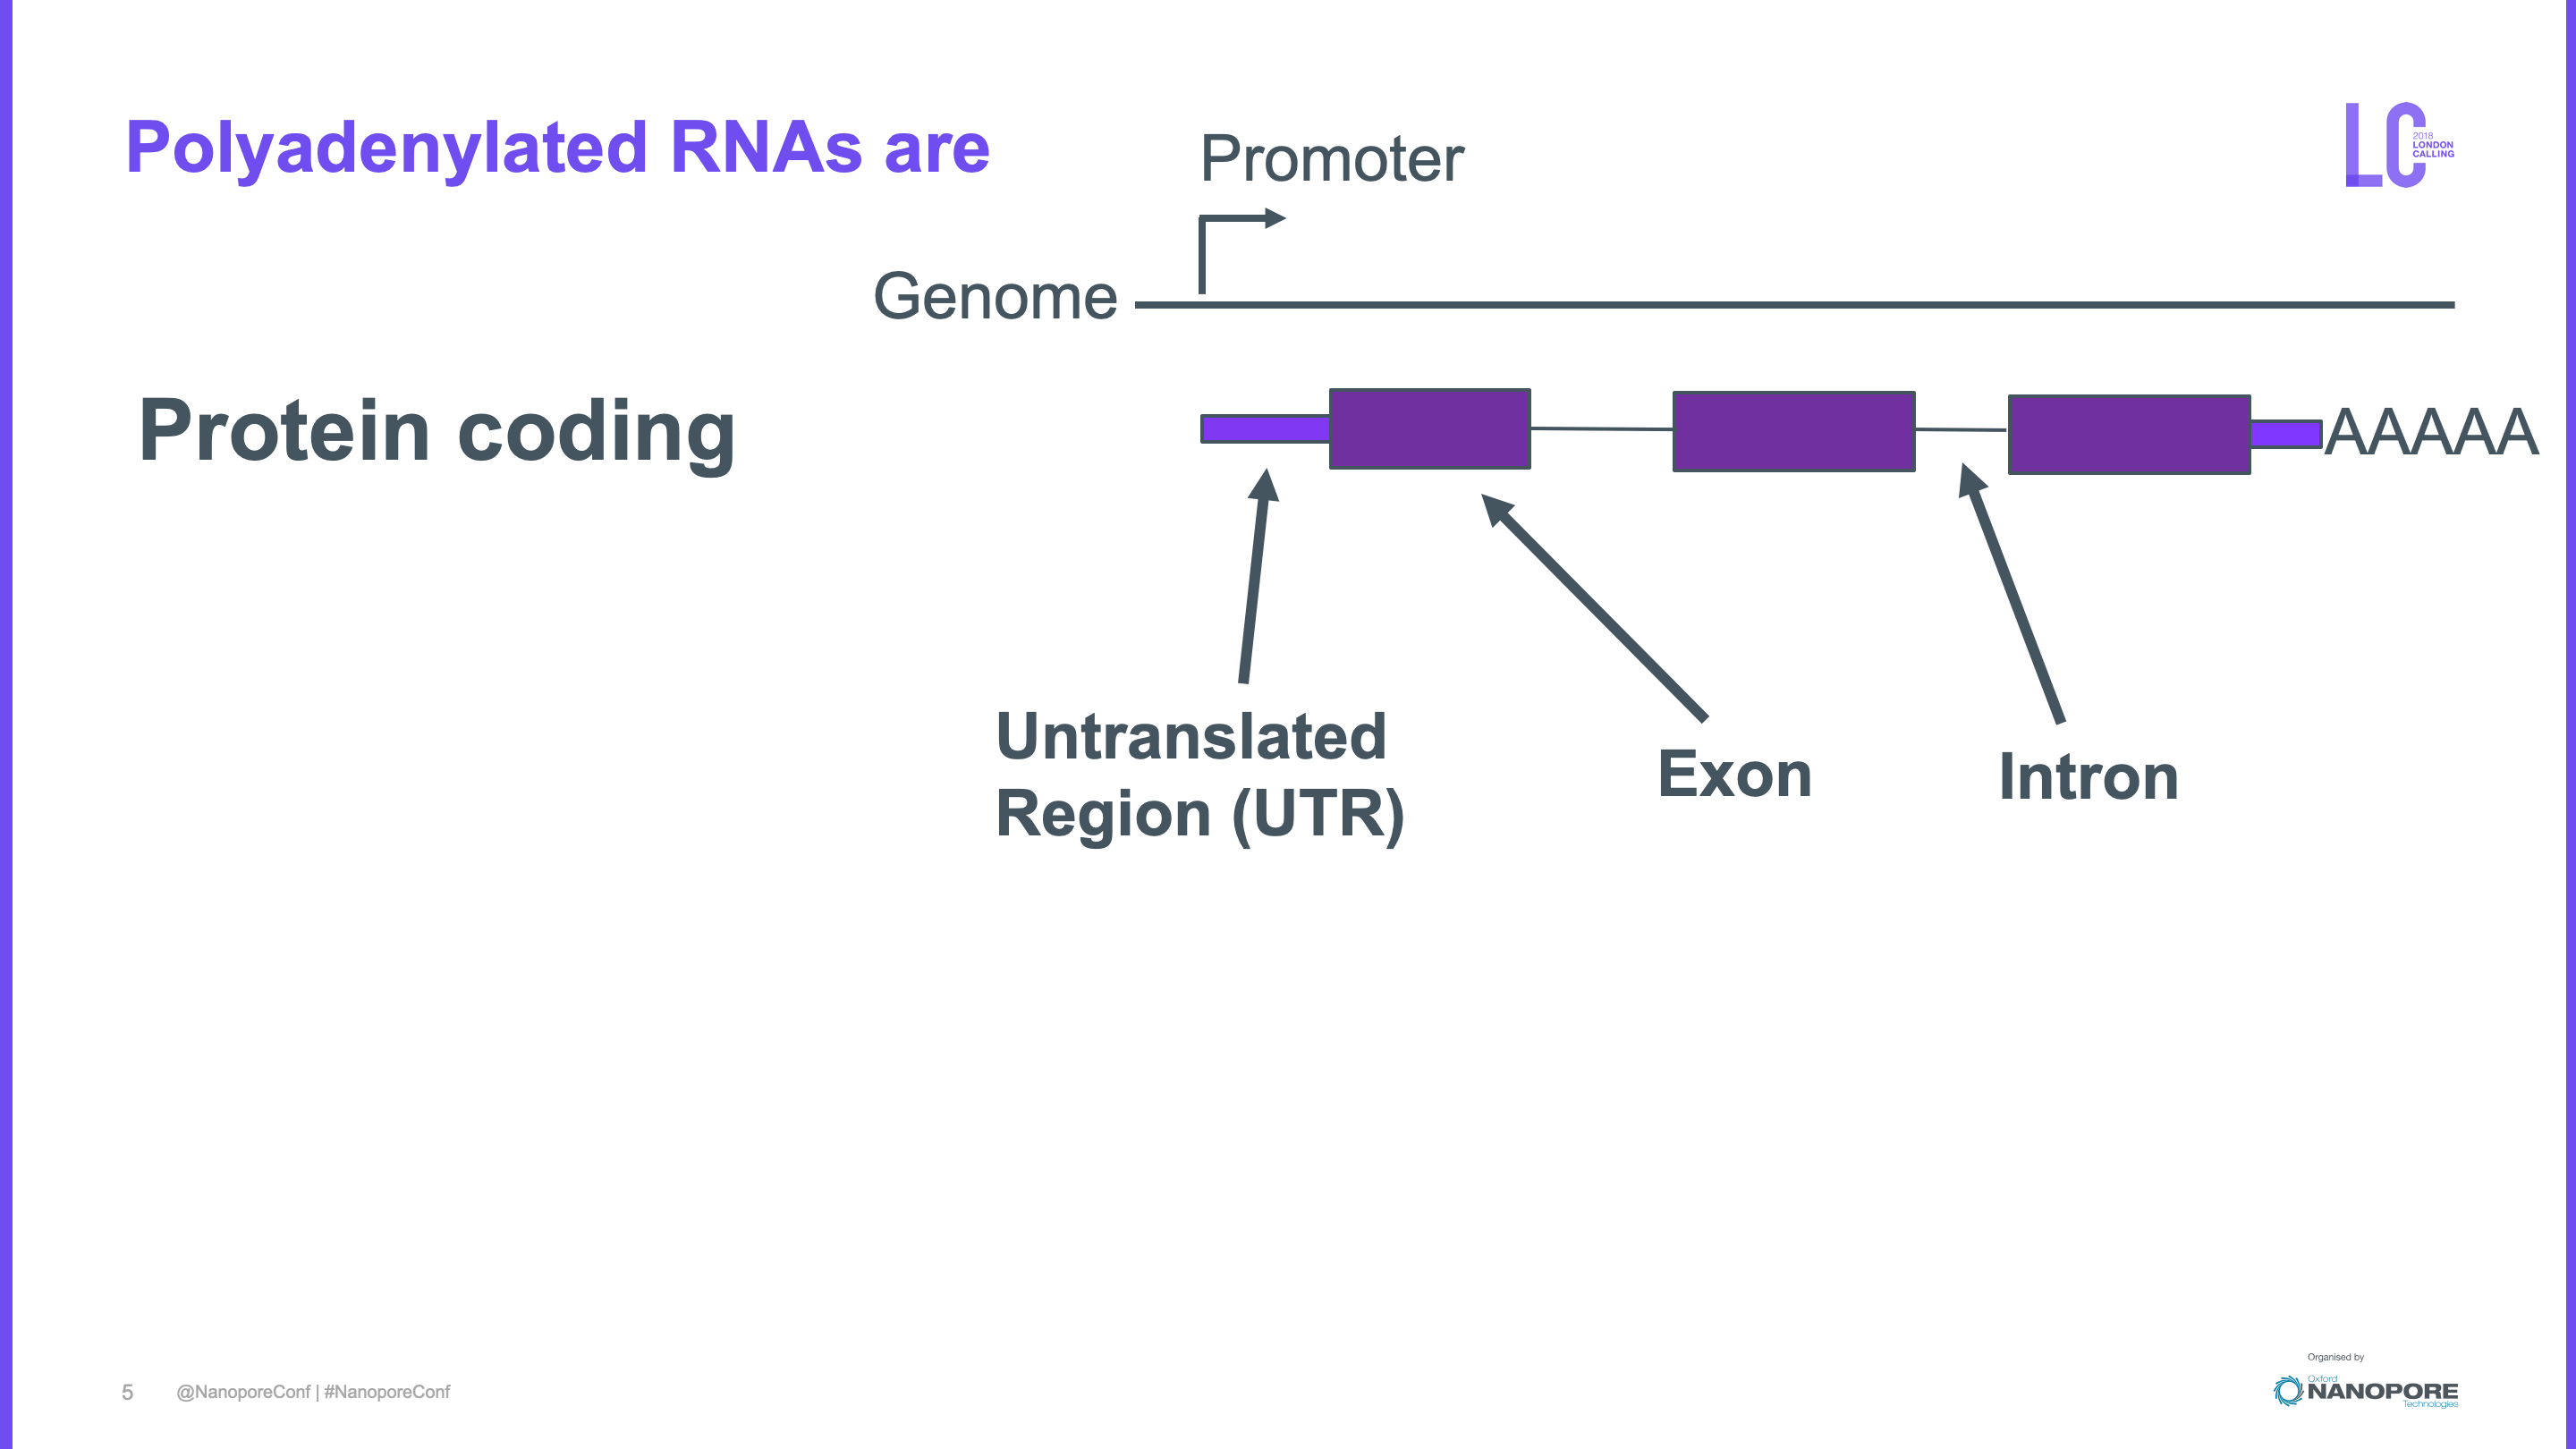 Polyadenylated RNAs are
Promoter
LC
2018
LONDON
CALLING
Genome
Protein coding
AAAAA
Untranslated
Region (UTR)
Exon
Intron
5
@NanoporeConf | #NanoporeConf
Organised by
Oxford
NANOPORE
Technologies